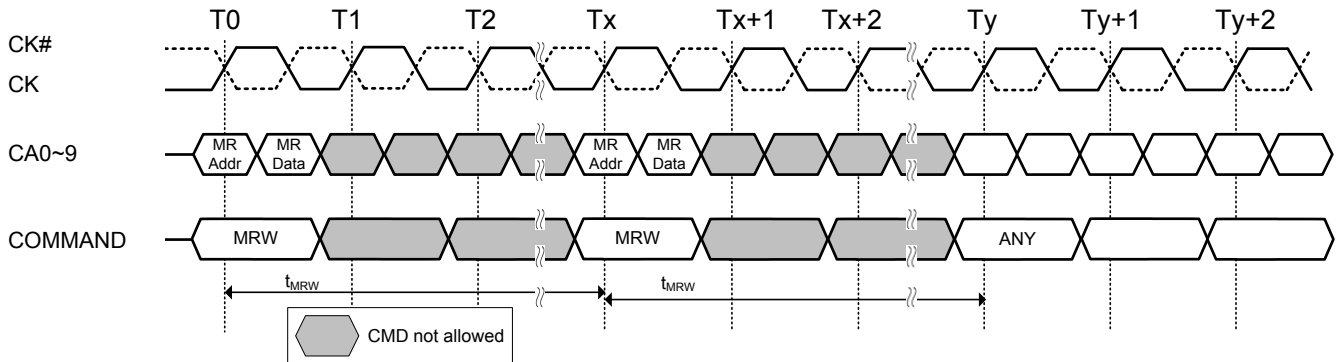 T0 T1 T2 Tx Tx+1 Tx+2 Ty Ty+1 Ty+2
CK#
CK
CA0~9
MR Addr MR Data MR Addr MR Data
COMMAND MRW MRW ANY
tMRW tMRW
CMD not allowed